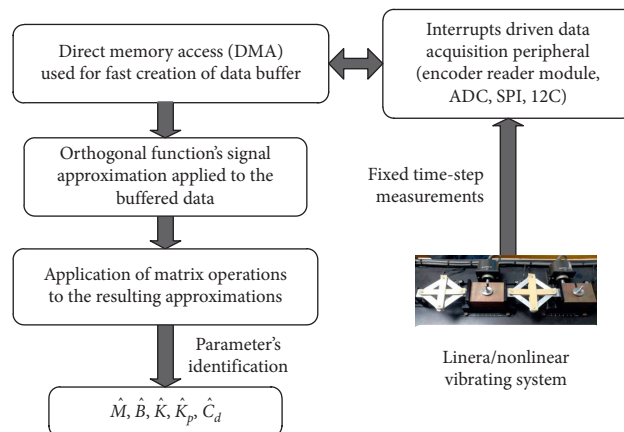 Direct memory access (DMA)
used for fast creation of data buffer
Interrupts driven data
acquisition peripheral
(encoder reader module,
ADC, SPI, 12C)
Orthogonal function's signal
approximation applied to the
buffered data
Fixed time-step
measurements
Application of matrix operations
to the resulting approximations
Parameter's
identification
Linera/nonlinear
vibrating system
M̂, B̂, K̂, K̂p, Ĉd